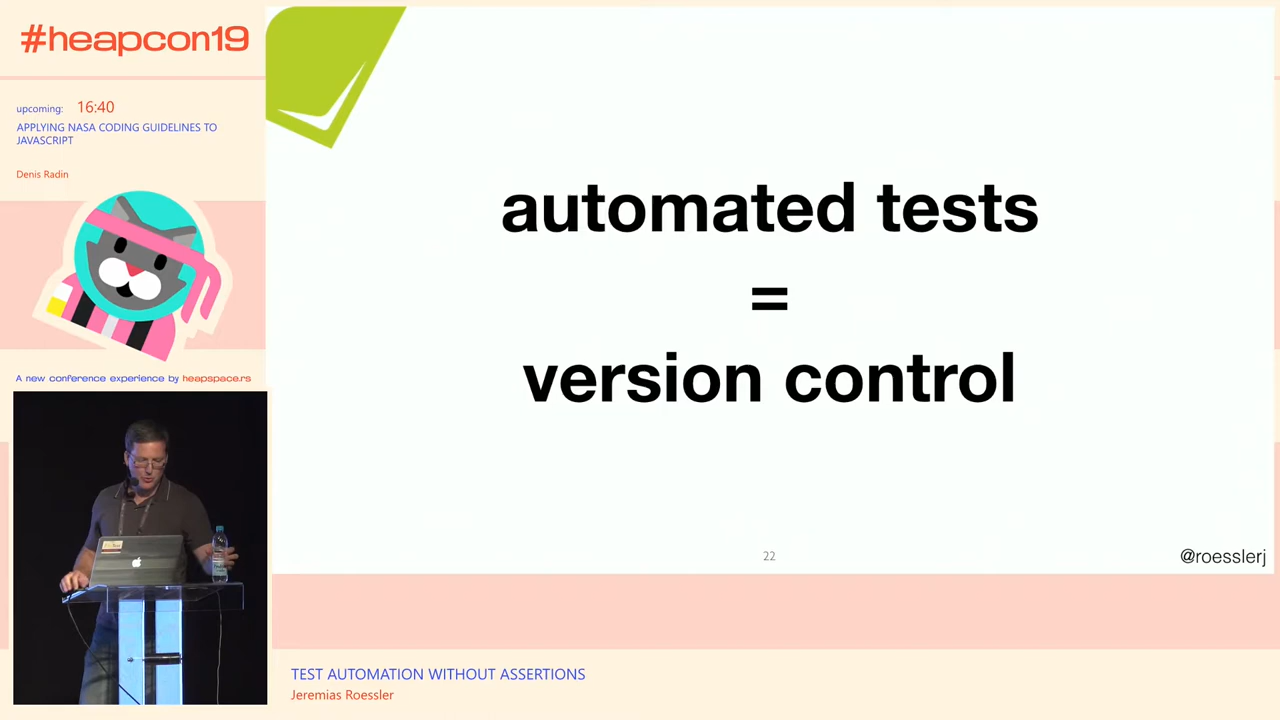 #heapcon19
upcoming: 16:40
APPLYING NASA CODING GUIDELINES TO
JAVASCRIPT
Denis Radin
A new conference experience by heapspace.rs
automated tests
=
version control
22
@roesslerj
TEST AUTOMATION WITHOUT ASSERTIONS
Jeremias Roessler